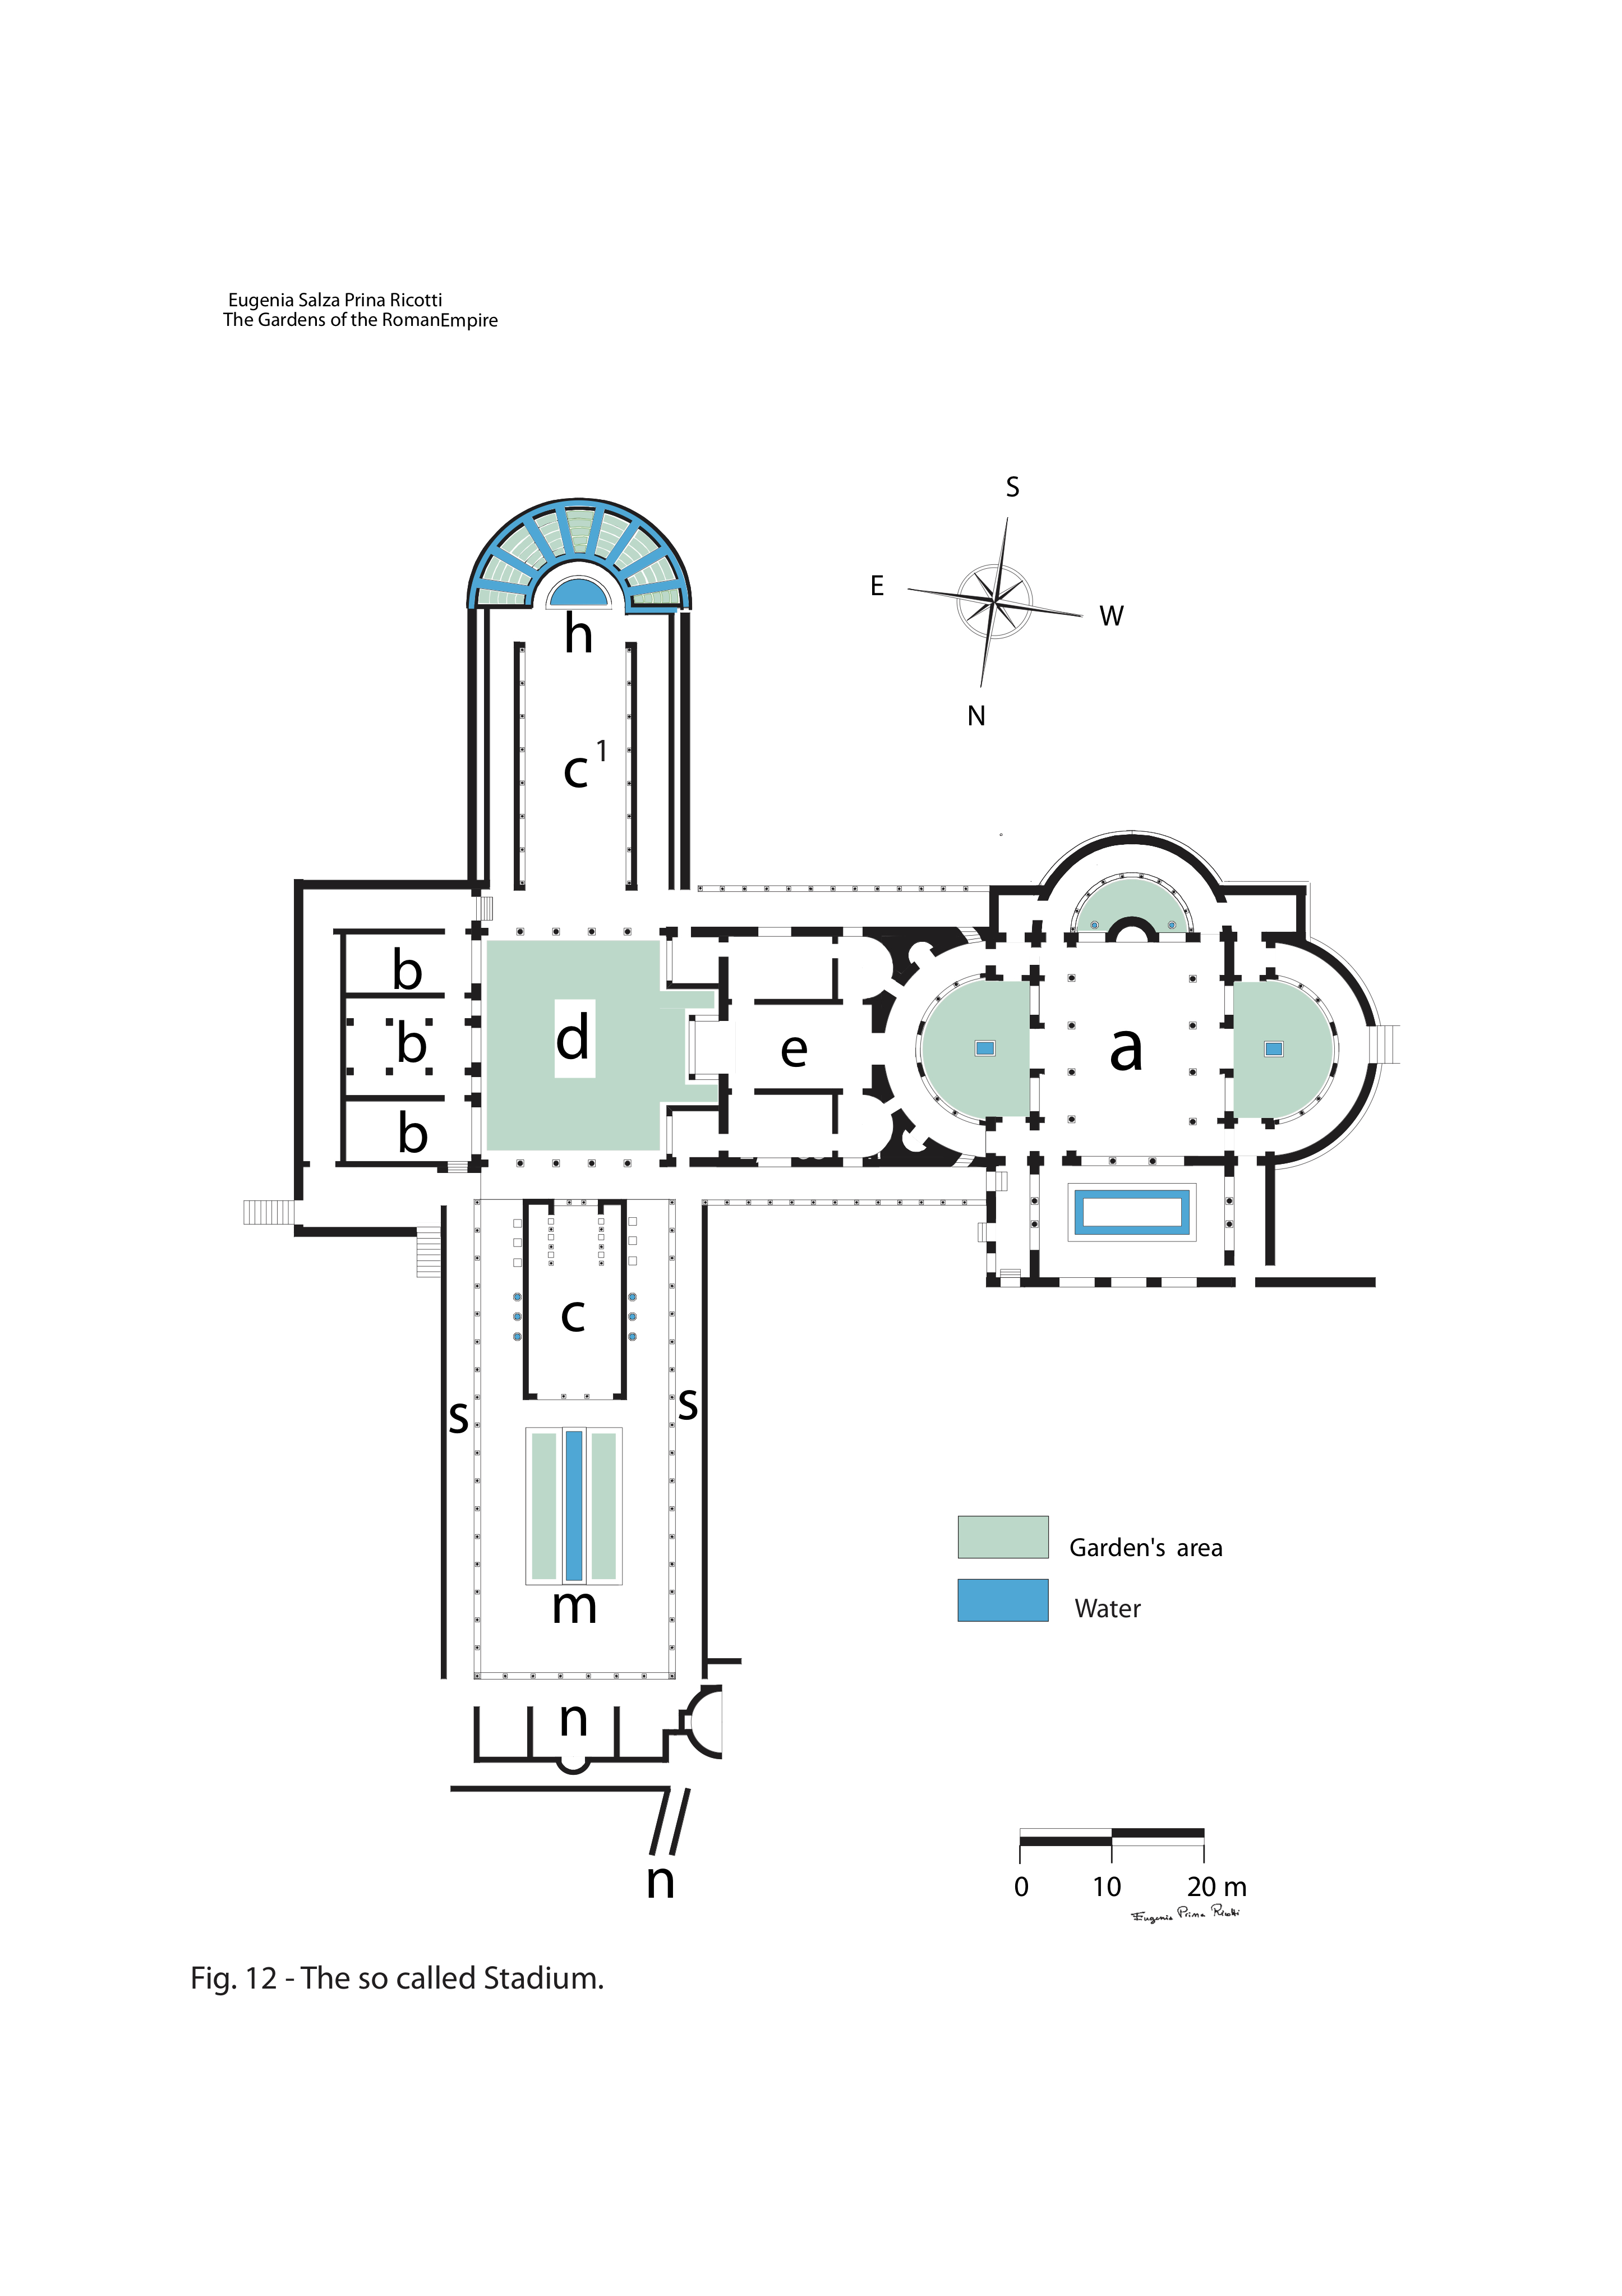 Eugenia Salza Prina Ricotti
The Gardens of the RomanEmpire
S
E
W
N
h
c 1
b
b
b
d
e
a
c
s
s
m
n
n
Garden's area
Water
0 10 20 m
Eugenia Prina Ricotti
Fig. 12 - The so called Stadium.